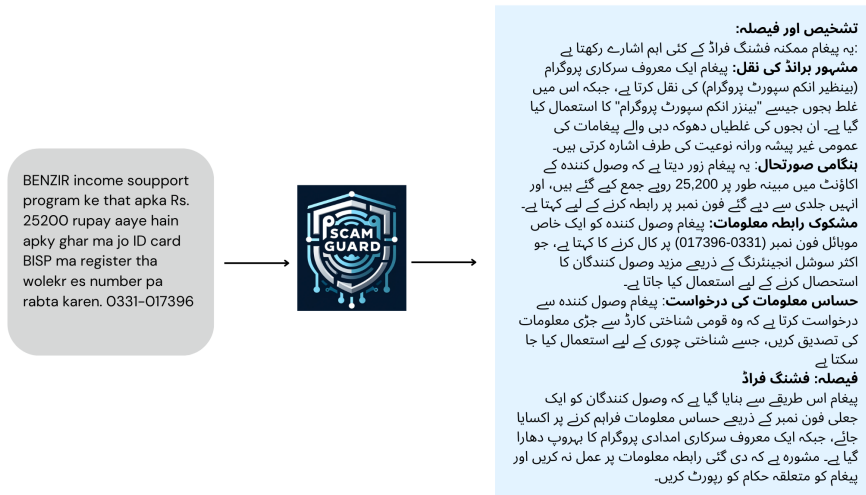 BENZIR income soupport
program ke that apka Rs.
25200 rupay aaye hain
apky ghar ma jo ID card
BISP ma register tha
wolekr es number pa
rabta karen. 0331-017396
SCAM
GUARD
تشخیص اور فیصلہ:
یہ پیغام ممکنہ فشنگ فراڈ کے کئی اہم اشارے رکھتا ہے:
مشہور برانڈ کی نقل: پیغام ایک معروف سرکاری پروگرام
(بینظیر انکم سپورٹ پروگرام) کی نقل کرتا ہے، جبکہ اس میں
غلط ہجوں جیسے "بینزر انکم سپورٹ پروگرام" کا استعمال کیا
گیا ہے۔ ان ہجوں کی غلطیاں دھوکہ دہی والے پیغامات کی
عمومی غیر پیشہ ورانہ نوعیت کی طرف اشارہ کرتی ہیں۔
ہنگامی صورتحال: یہ پیغام زور دیتا ہے کہ وصول کنندہ کے
اکاؤنٹ میں مبینہ طور پر 25,200 روپے جمع کیے گئے ہیں، اور
انہیں جلدی سے دیے گئے فون نمبر پر رابطہ کرنے کے لیے کہتا ہے۔
مشکوک رابطہ معلومات: پیغام وصول کنندہ کو ایک خاص
موبائل فون نمبر (0331-017396) پر کال کرنے کا کہتا ہے، جو
اکثر سوشل انجینئرنگ کے ذریعے مزید وصول کنندگان کا
استحصال کرنے کے لیے استعمال کیا جاتا ہے۔
حساس معلومات کی درخواست: پیغام وصول کنندہ سے
درخواست کرتا ہے کہ وہ قومی شناختی کارڈ سے جڑی معلومات
کی تصدیق کریں، جسے شناختی چوری کے لیے استعمال کیا جا
سکتا ہے
فیصلہ: فشنگ فراڈ
پیغام اس طریقے سے بنایا گیا ہے کہ وصول کنندگان کو ایک
جعلی فون نمبر کے ذریعے حساس معلومات فراہم کرنے پر اکسایا
جائے، جبکہ ایک معروف سرکاری امدادی پروگرام کا بہروپ دھارا
گیا ہے۔ مشورہ ہے کہ دی گئی رابطہ معلومات پر عمل نہ کریں اور
پیغام کو متعلقہ حکام کو رپورٹ کریں۔